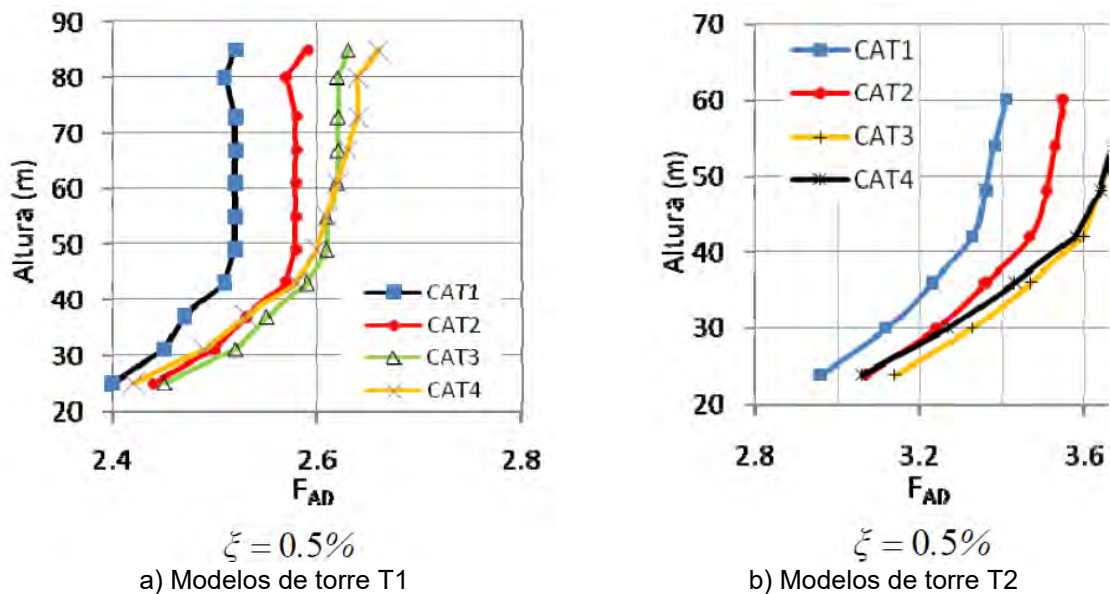 90
80
70
60
50
40
30
20
Altura (m)
CAT1
CAT2
CAT3
CAT4
2.4
2.6
2.8
F_AD
ξ = 0.5%
a) Modelos de torre T1
70
60
50
40
30
20
Altura (m)
CAT1
CAT2
CAT3
CAT4
2.8
3.2
3.6
F_AD
ξ = 0.5%
b) Modelos de torre T2